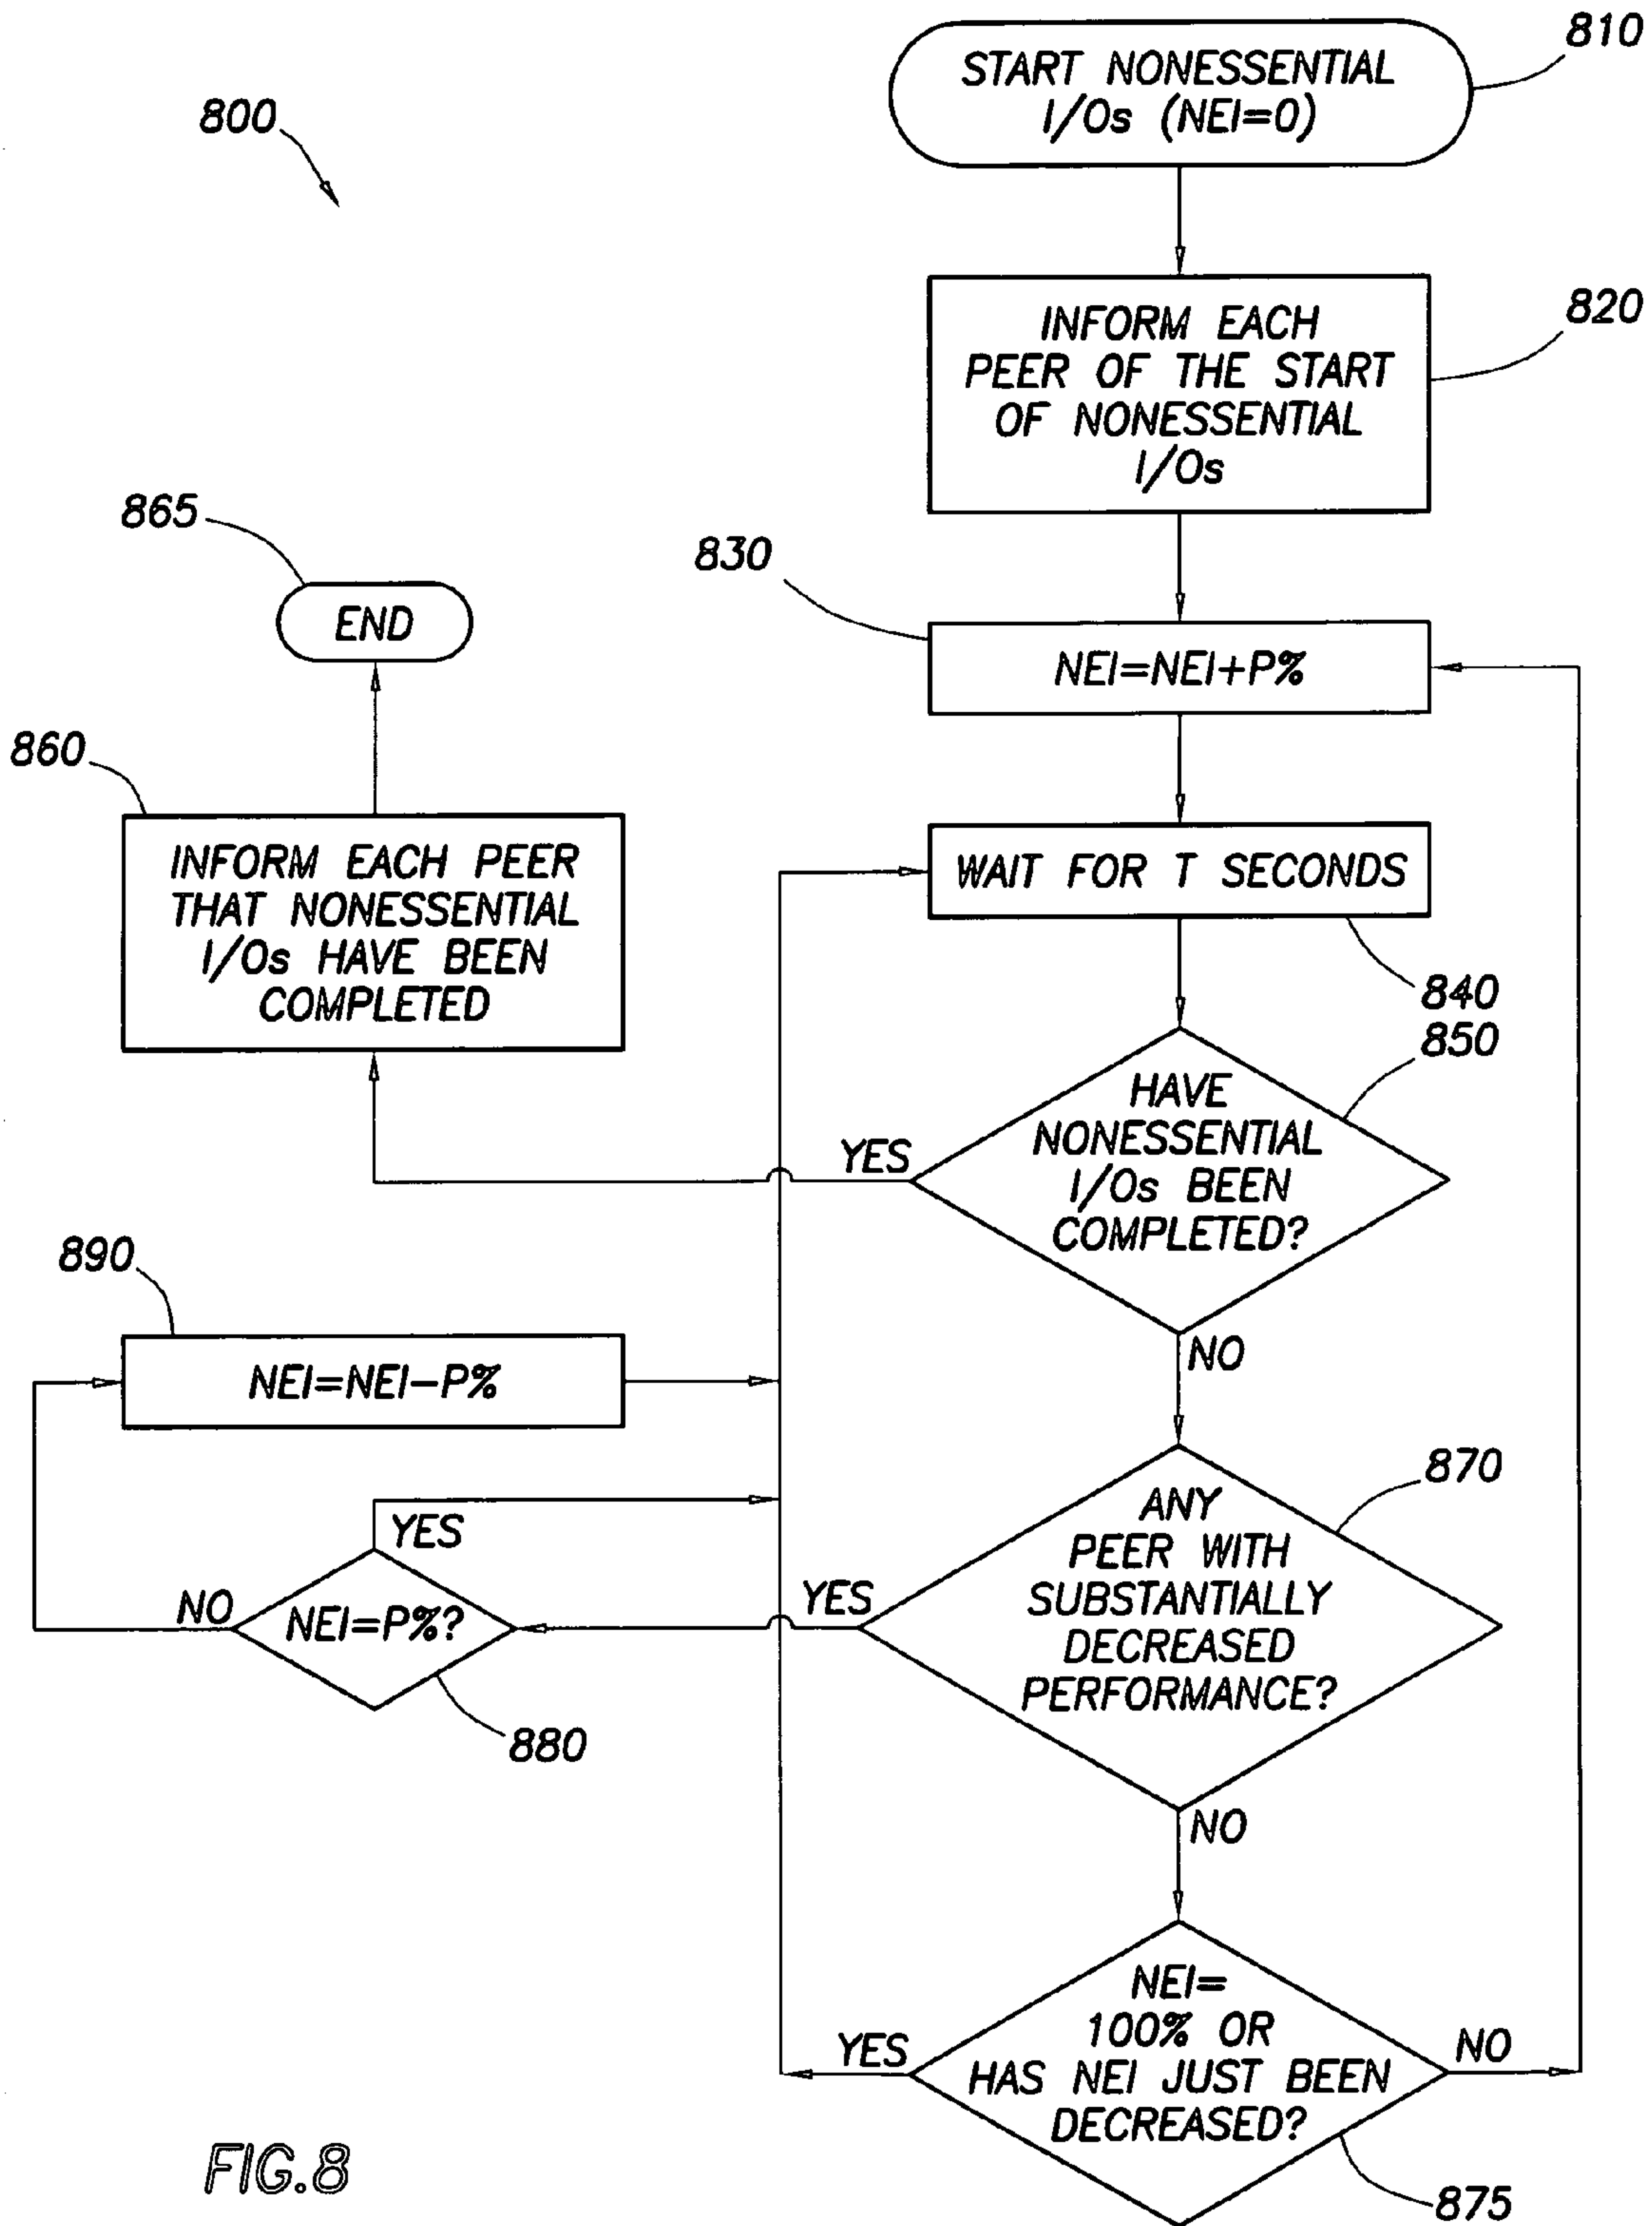 810
START NONESSENTIAL
I/Os (NEI=0)
800
820
INFORM EACH
PEER OF THE START
OF NONESSENTIAL
I/Os
865
END
830
NEI=NEI+P%
860
INFORM EACH PEER
THAT NONESSENTIAL
I/Os HAVE BEEN
COMPLETED
WAIT FOR T SECONDS
840
850
HAVE
NONESSENTIAL
I/Os BEEN
COMPLETED?
YES
NO
890
NEI=NEI-P%
870
ANY
PEER WITH
SUBSTANTIALLY
DECREASED
PERFORMANCE?
YES
NO
YES
NO
NEI=P%?
880
NEI=
100% OR
HAS NEI JUST BEEN
DECREASED?
YES
NO
875
FIG.8